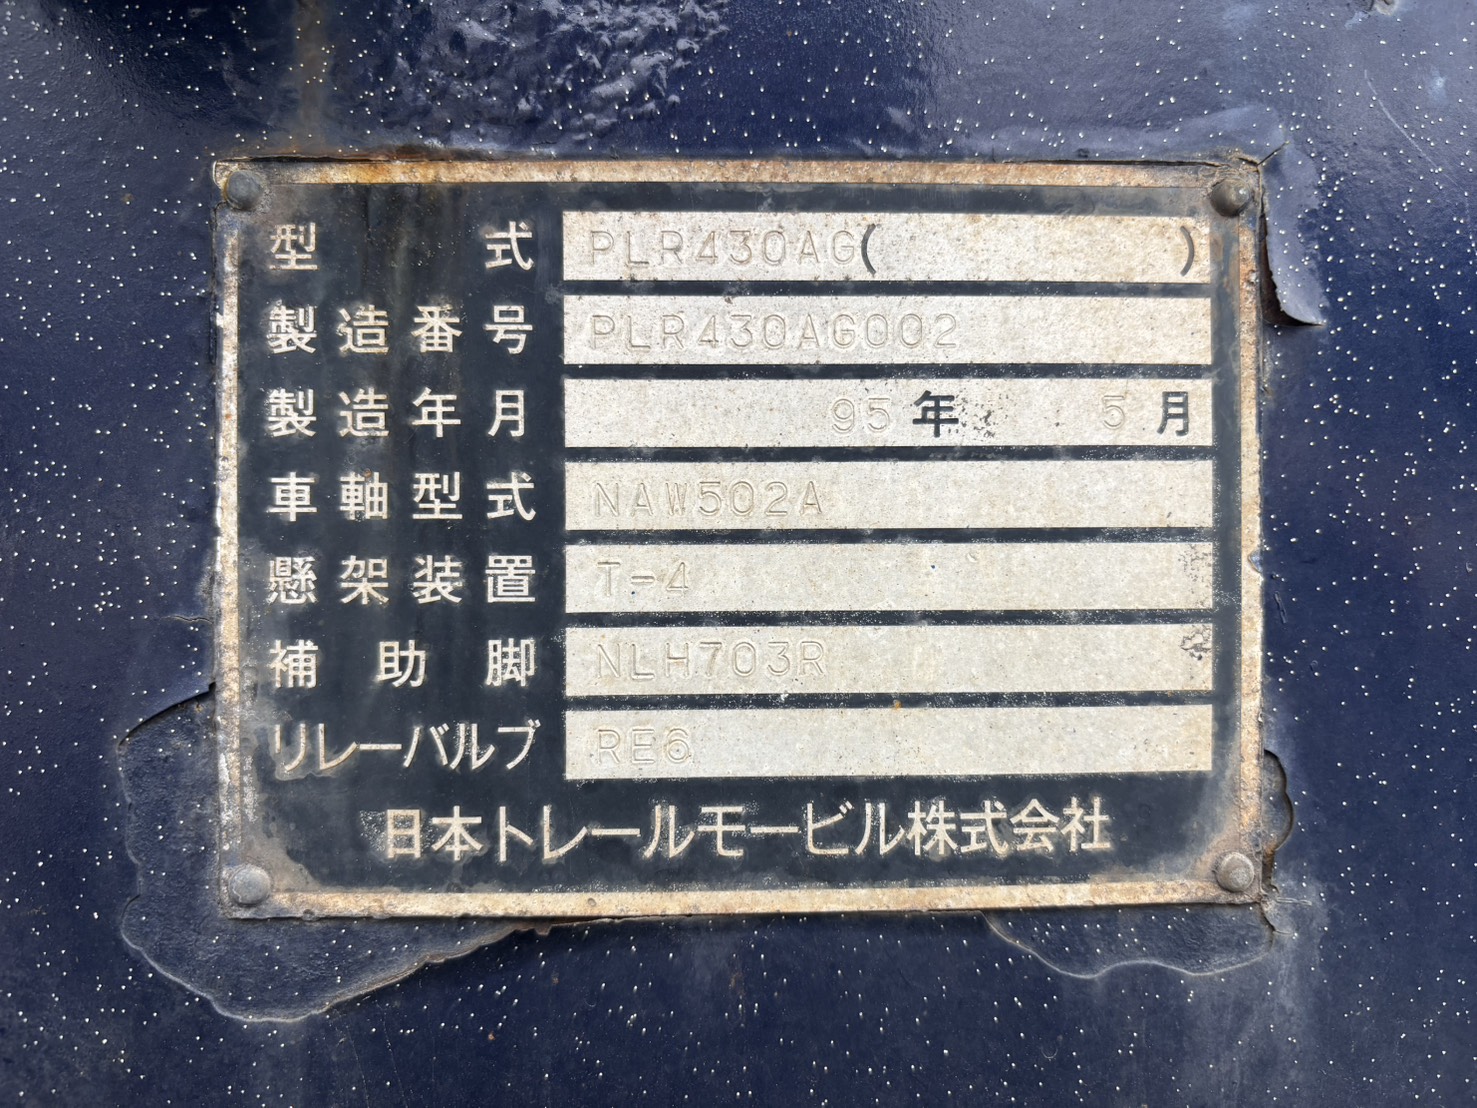 型式 PLR430AG( )
製造番号 PLR430AG002
製造年月 95年 5月
車軸型式 NAW502A
懸架装置 T-4
補助脚 NLH703R
リレーバルブ RE6
日本トレールモービル株式会社